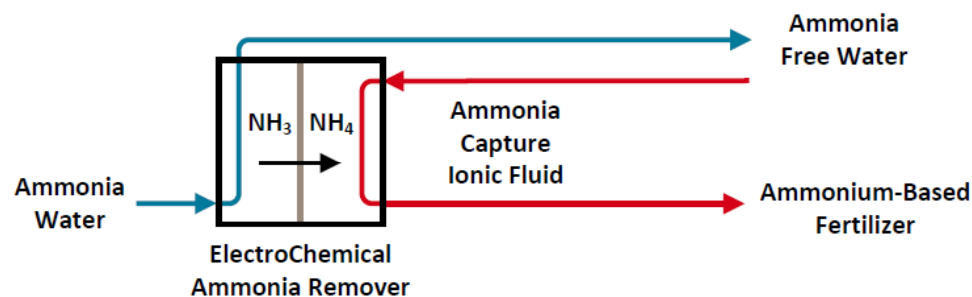 Ammonia
Free Water
NH₃ NH₄
Ammonia
Capture
Ionic Fluid
Ammonia
Water
Ammonium-Based
Fertilizer
ElectroChemical
Ammonia Remover